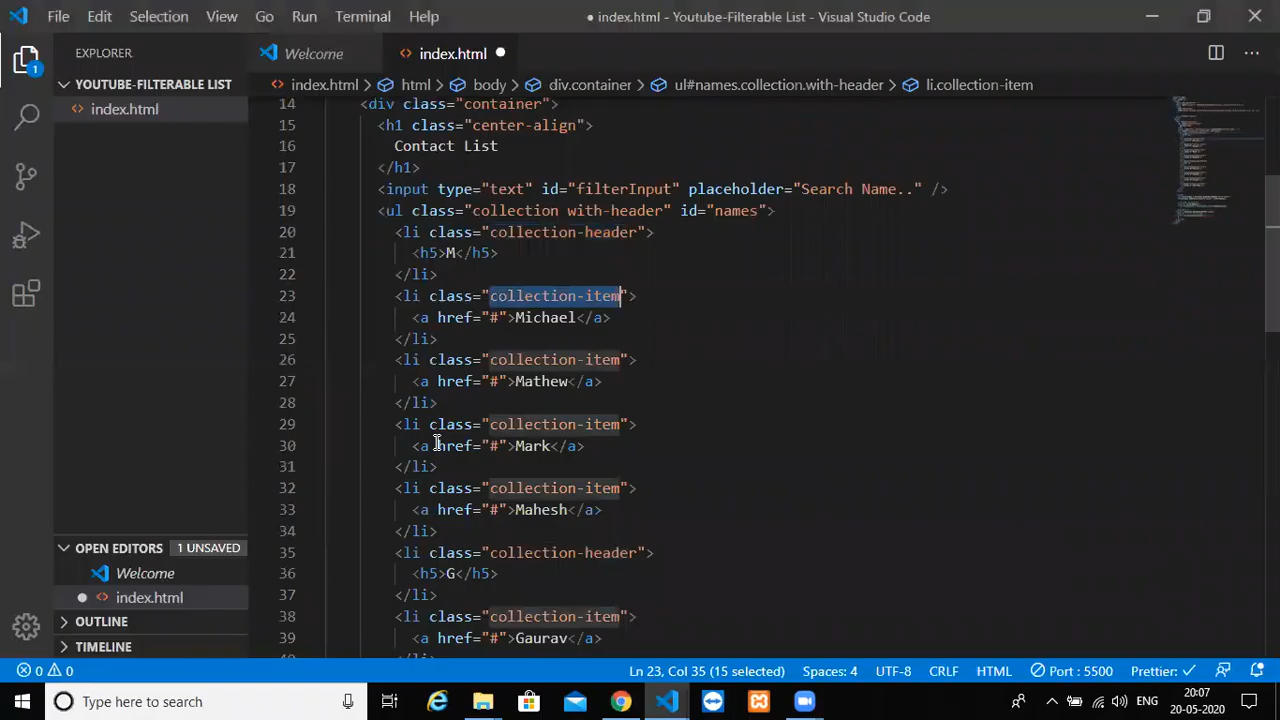 File Edit Selection View Go Run Terminal Help ● index.html - Youtube-Filterable List - Visual Studio Code
EXPLORER
Welcome
index.html
YOUTUBE-FILTERABLE LIST
index.html
index.html > html > body > div.container > ul#names.collection.with-header > li.collection-item
14 <div class="container">
15 <h1 class="center-align">
16 Contact List
17 </h1>
18 <input type="text" id="filterInput" placeholder="Search Name.." />
19 <ul class="collection with-header" id="names">
20 <li class="collection-header">
21 <h5>M</h5>
22 </li>
23 <li class="collection-item">
24 <a href="#">Michael</a>
25 </li>
26 <li class="collection-item">
27 <a href="#">Mathew</a>
28 </li>
29 <li class="collection-item">
30 <a href="#">Mark</a>
31 </li>
32 <li class="collection-item">
33 <a href="#">Mahesh</a>
34 </li>
35 <li class="collection-header">
36 <h5>G</h5>
37 </li>
38 <li class="collection-item">
39 <a href="#">Gaurav</a>
OPEN EDITORS 1 UNSAVED
Welcome
index.html
OUTLINE
TIMELINE
1
0 0
Ln 23, Col 35 (15 selected) Spaces: 4 UTF-8 CRLF HTML Port : 5500 Prettier: ✓
Type here to search
ENG
20:07
20-05-2020